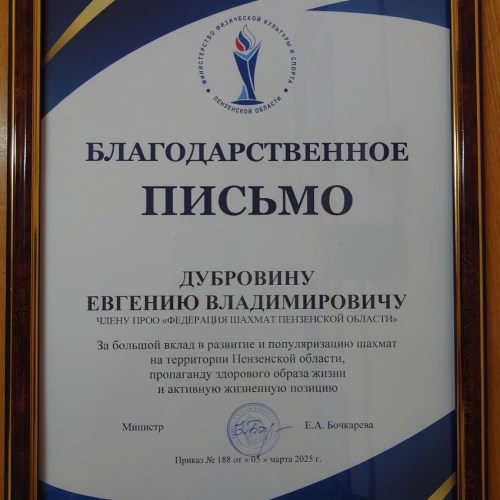 МИНИСТЕРСТВО ФИЗИЧЕСКОЙ КУЛЬТУРЫ И СПОРТА
ПЕНЗЕНСКОЙ ОБЛАСТИ
БЛАГОДАРСТВЕННОЕ
ПИСЬМО
ДУБРОВИНУ
ЕВГЕНИЮ ВЛАДИМИРОВИЧУ
ЧЛЕНУ ПРОО «ФЕДЕРАЦИЯ ШАХМАТ ПЕНЗЕНСКОЙ ОБЛАСТИ»
За большой вклад в развитие и популяризацию шахмат
на территории Пензенской области,
пропаганду здорового образа жизни
и активную жизненную позицию
Министр Е.А. Бочкарева
Приказ № 188 от « 05 » марта 2025 г.